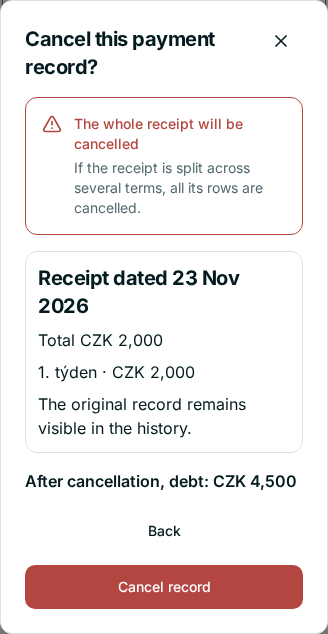 Cancel this payment
record?
The whole receipt will be
cancelled
If the receipt is split across
several terms, all its rows are
cancelled.
Receipt dated 23 Nov
2026
Total CZK 2,000
1. týden · CZK 2,000
The original record remains
visible in the history.
After cancellation, debt: CZK 4,500
Back
Cancel record